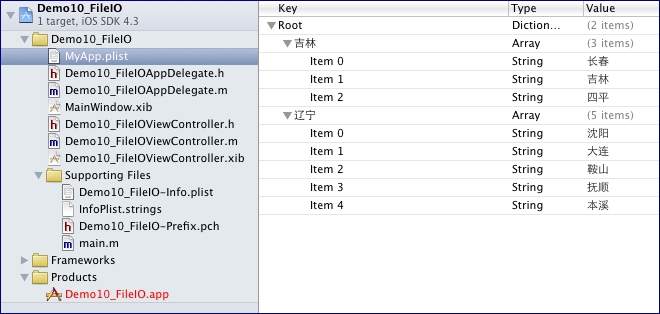 Demo10_FileIO
1 target, iOS SDK 4.3
Demo10_FileIO
MyApp.plist
Demo10_FileIOAppDelegate.h
Demo10_FileIOAppDelegate.m
MainWindow.xib
Demo10_FileIOViewController.h
Demo10_FileIOViewController.m
Demo10_FileIOViewController.xib
Supporting Files
Demo10_FileIO-Info.plist
InfoPlist.strings
Demo10_FileIO-Prefix.pch
main.m
Frameworks
Products
Demo10_FileIO.app
Key Type Value
Root Diction... (2 items)
吉林 Array (3 items)
Item 0 String 长春
Item 1 String 吉林
Item 2 String 四平
辽宁 Array (5 items)
Item 0 String 沈阳
Item 1 String 大连
Item 2 String 鞍山
Item 3 String 抚顺
Item 4 String 本溪